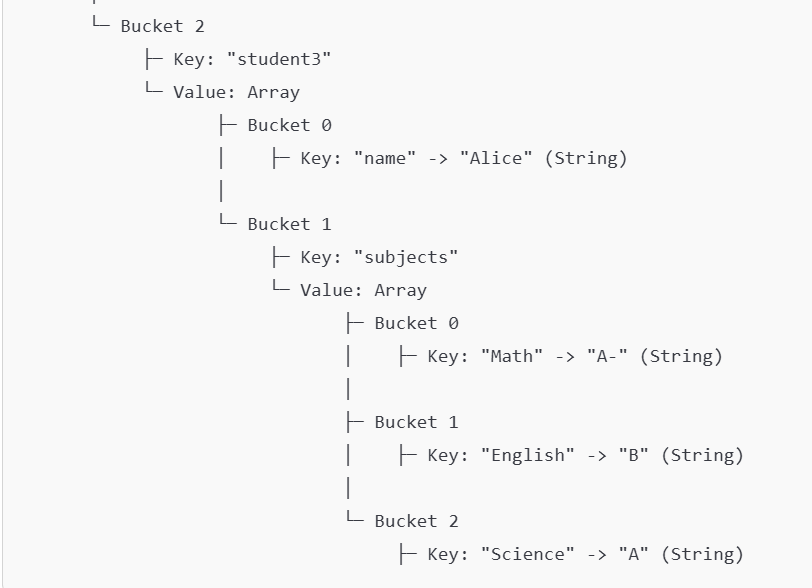 └─ Bucket 2
├─ Key: "student3"
└─ Value: Array
├─ Bucket 0
│ ├─ Key: "name" -> "Alice" (String)
│
└─ Bucket 1
├─ Key: "subjects"
└─ Value: Array
├─ Bucket 0
│ ├─ Key: "Math" -> "A-" (String)
│
├─ Bucket 1
│ ├─ Key: "English" -> "B" (String)
│
└─ Bucket 2
├─ Key: "Science" -> "A" (String)